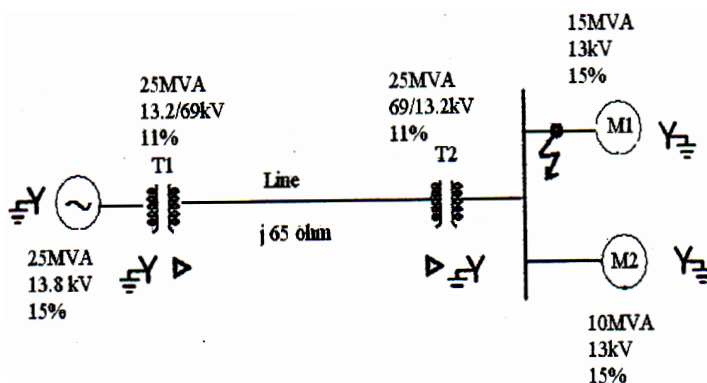 15MVA
13kV
15%
25MVA
13.2/69kV
11%
T1
25MVA
69/13.2kV
11%
T2
M1
Line
j 65 ohm
25MVA
13.8 kV
15%
M2
10MVA
13kV
15%